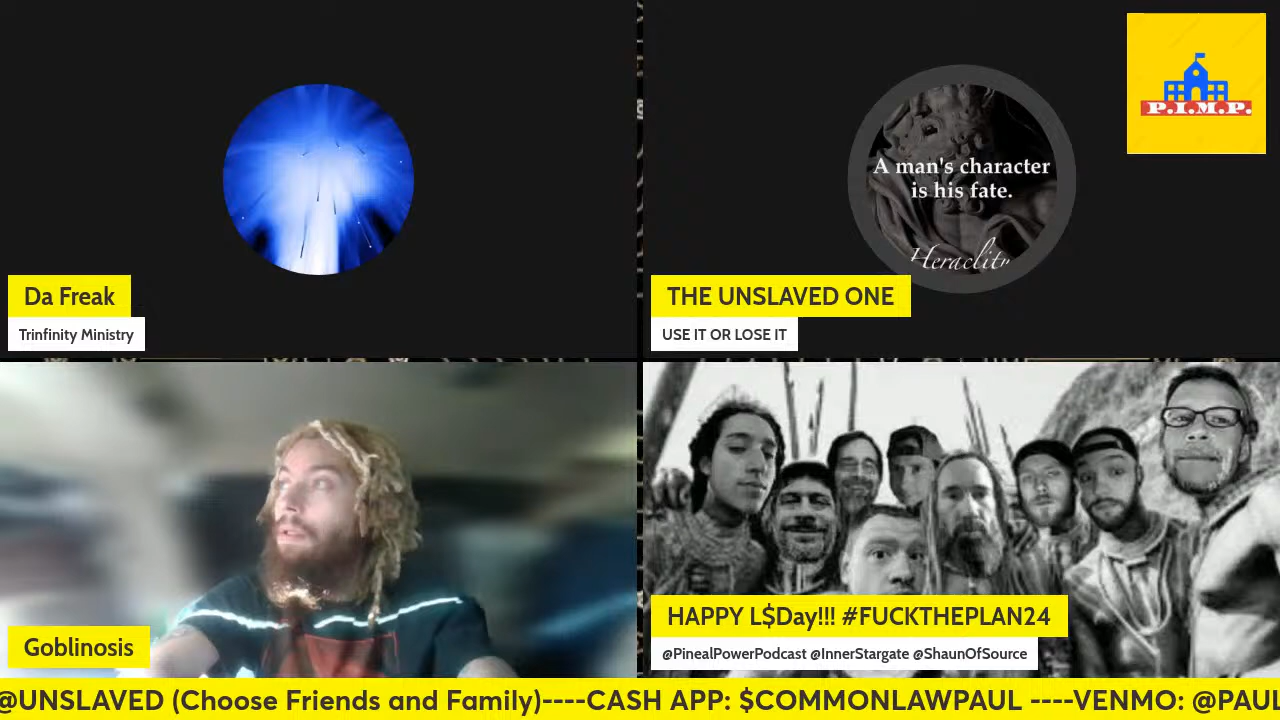 P.I.M.P.
A man's character
is his fate.
Da Freak
Trinfinity Ministry
THE UNSLAVED ONE
USE IT OR LOSE IT
Goblinosis
HAPPY L$Day!!! #FUCKTHEPLAN24
@PinealPowerPodcast @InnerStargate @ShaunOfSource
@UNSLAVED (Choose Friends and Family)----CASH APP: $COMMONLAWPAUL ----VENMO: @PAUL